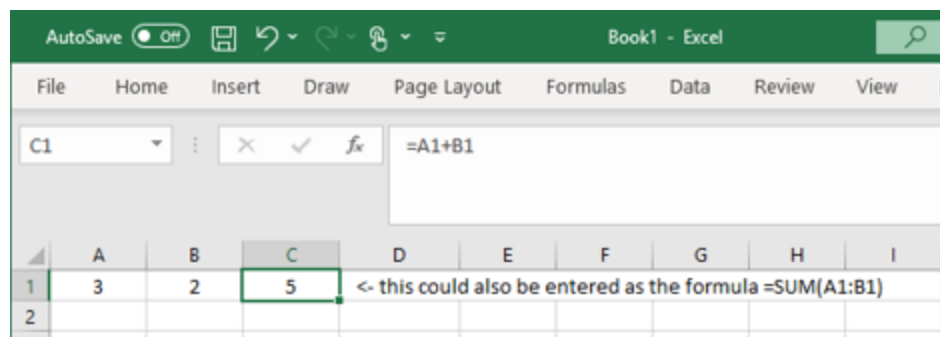 AutoSave Off Book1 - Excel
File Home Insert Draw Page Layout Formulas Data Review View
C1 fx =A1+B1
A B C D E F G H I
1 3 2 5 <- this could also be entered as the formula =SUM(A1:B1)
2